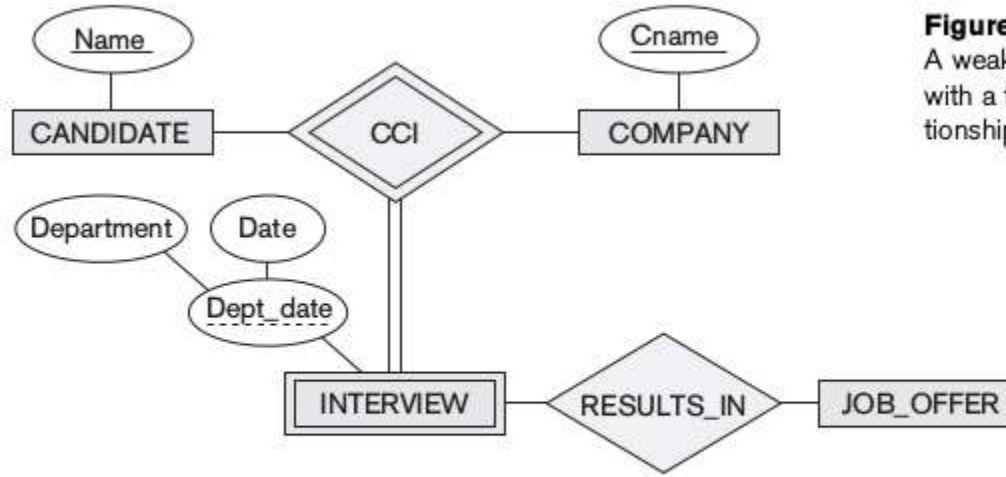 Name
Cname
Figure
A weak
with a
CANDIDATE
CCI
COMPANY
tionship
Department
Date
Dept_date
INTERVIEW
RESULTS_IN
JOB_OFFER